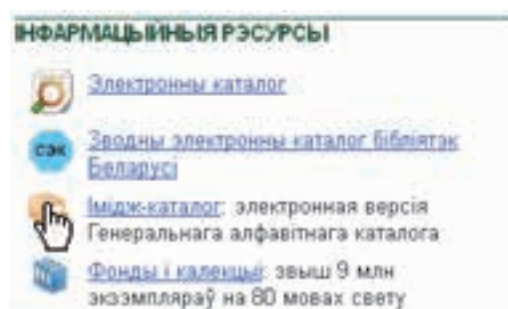 ІНФАРМАЦЫЙНЫЯ РЭСУРСЫ
Электронны каталог
СЭК
Зводны электронны каталог бібліятэк
Беларусі
Імідж-каталог: электронная версія
Генеральнага алфавітнага каталога
Фонды і калекцыі: звыш 9 млн
экзэмпляраў на 80 мовах свету